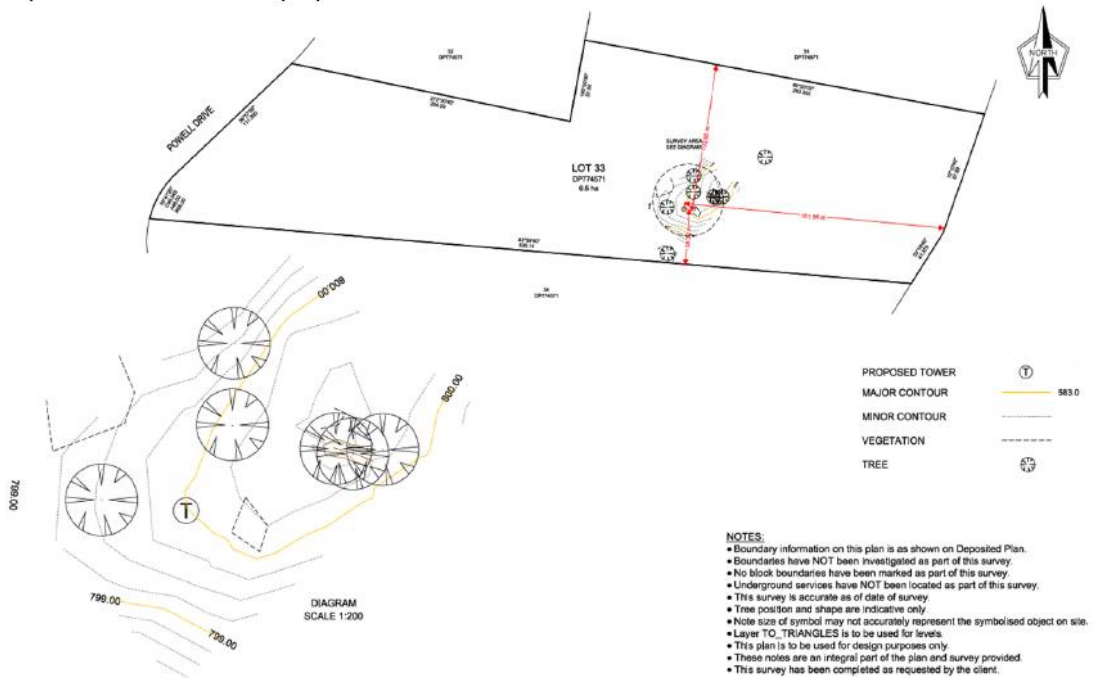 NORTH
32
DP774571
31
DP774571
POWELL DRIVE
SURVEY AREA
SEE DIAGRAM
LOT 33
DP774571
6.5 ha
DP774571
800.00
800.00
799.00
799.00
799.00
T
DIAGRAM
SCALE 1:200
PROPOSED TOWER T
MAJOR CONTOUR 583.0
MINOR CONTOUR
VEGETATION
TREE
NOTES:
• Boundary information on this plan is as shown on Deposited Plan.
• Boundaries have NOT been investigated as part of this survey.
• No block boundaries have been marked as part of this survey.
• Underground services have NOT been located as part of this survey.
• This survey is accurate as of date of survey.
• Tree position and shape are indicative only.
• Note size of symbol may not accurately represent the symbolised object on site.
• Layer TO_TRIANGLES is to be used for levels.
• This plan is to be used for design purposes only.
• These notes are an integral part of the plan and survey provided.
• This survey has been completed as requested by the client.